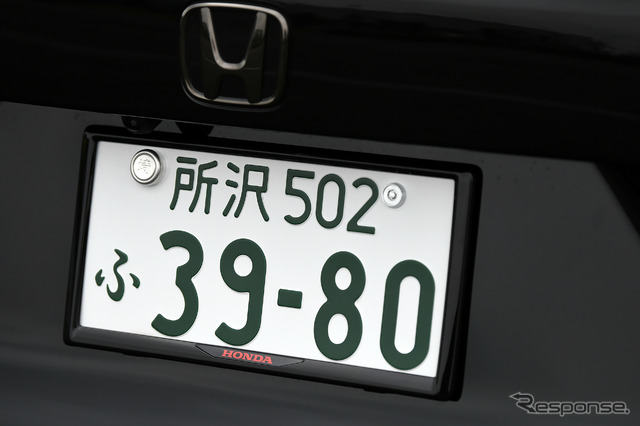 所沢 502
ふ 39-80
HONDA
Response.